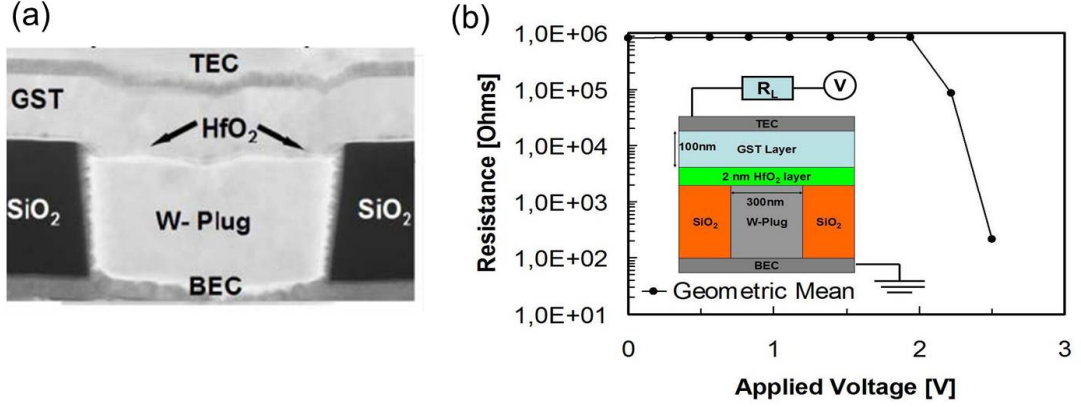 (a)
TEC
GST
HfO₂
SiO₂
W- Plug
SiO₂
BEC
(b)
Resistance [Ohms]
1,0E+06
1,0E+05
1,0E+04
1,0E+03
1,0E+02
1,0E+01
R_L
V
TEC
100nm
GST Layer
2 nm HfO₂ layer
300nm
SiO₂
W-Plug
SiO₂
BEC
Geometric Mean
0
1
2
3
Applied Voltage [V]